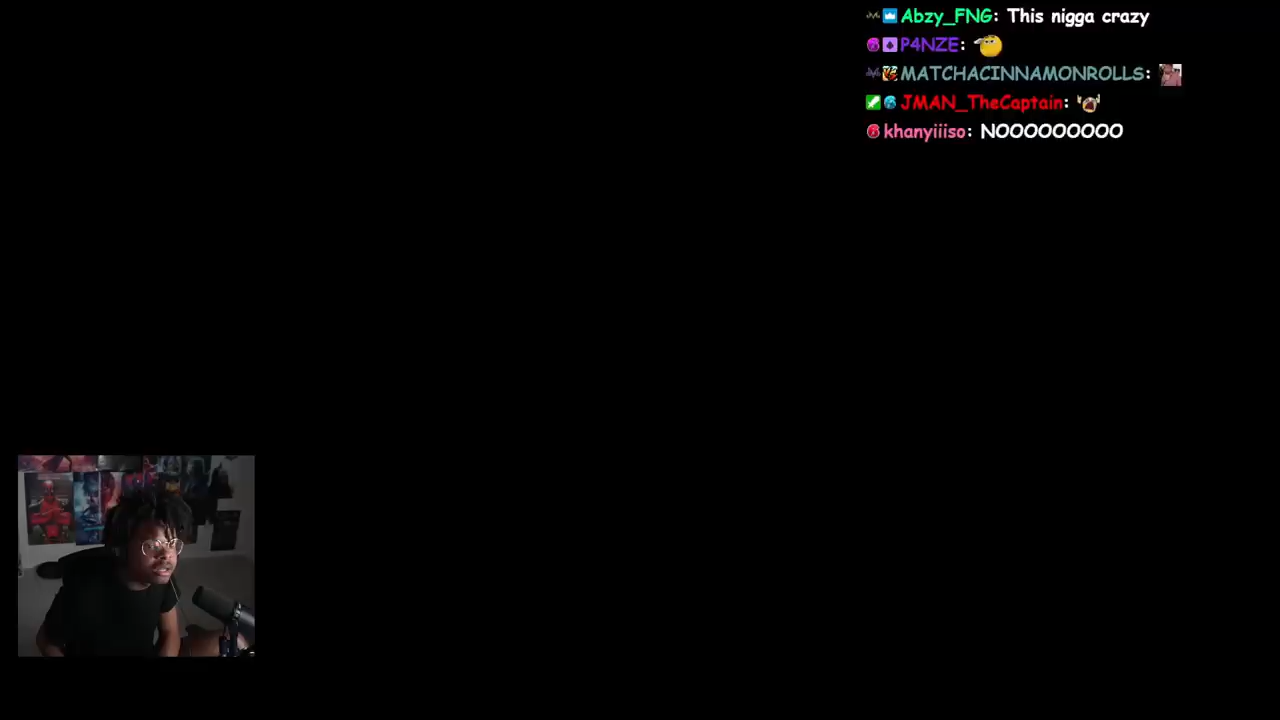 Abzy_FNG: This nigga crazy
P4NZE:
MATCHACINNAMONROLLS:
JMAN_TheCaptain:
khanyiiiso: NOOOOOOOOO